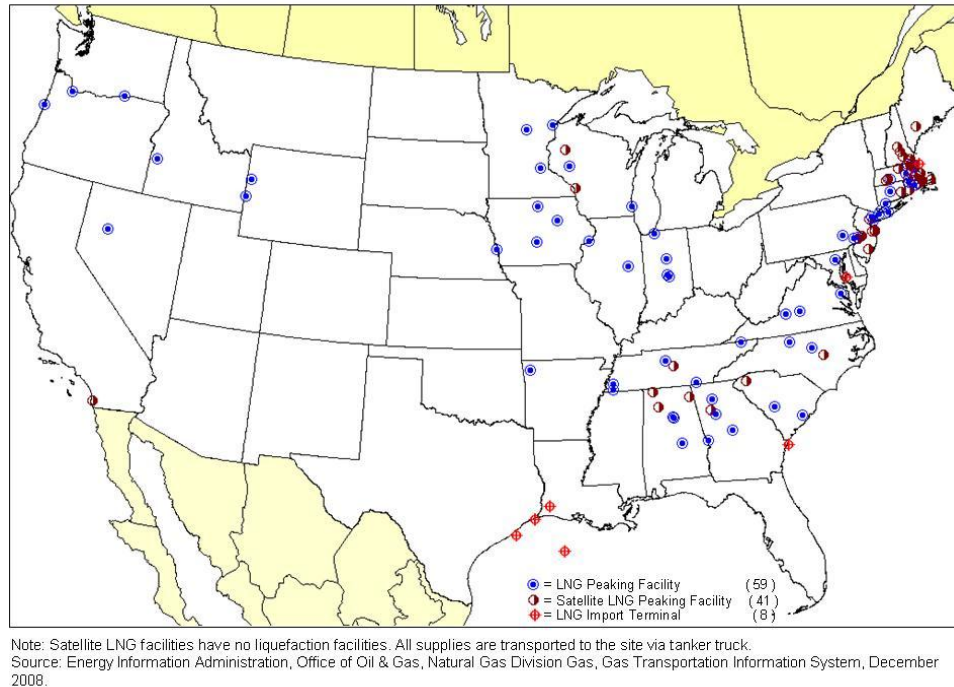 = LNG Peaking Facility (59)
= Satellite LNG Peaking Facility (41)
= LNG Import Terminal (8)
Note: Satellite LNG facilities have no liquefaction facilities. All supplies are transported to the site via tanker truck.
Source: Energy Information Administration, Office of Oil & Gas, Natural Gas Division Gas, Gas Transportation Information System, December
2008.